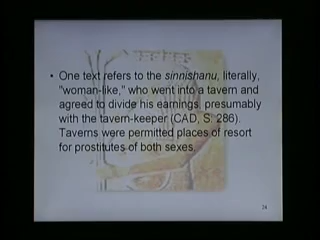 • One text refers to the sinnishanu, literally,
"woman-like," who went into a tavern and
agreed to divide his earnings, presumably
with the tavern-keeper (CAD, S. 286).
Taverns were permitted places of resort
for prostitutes of both sexes.
24